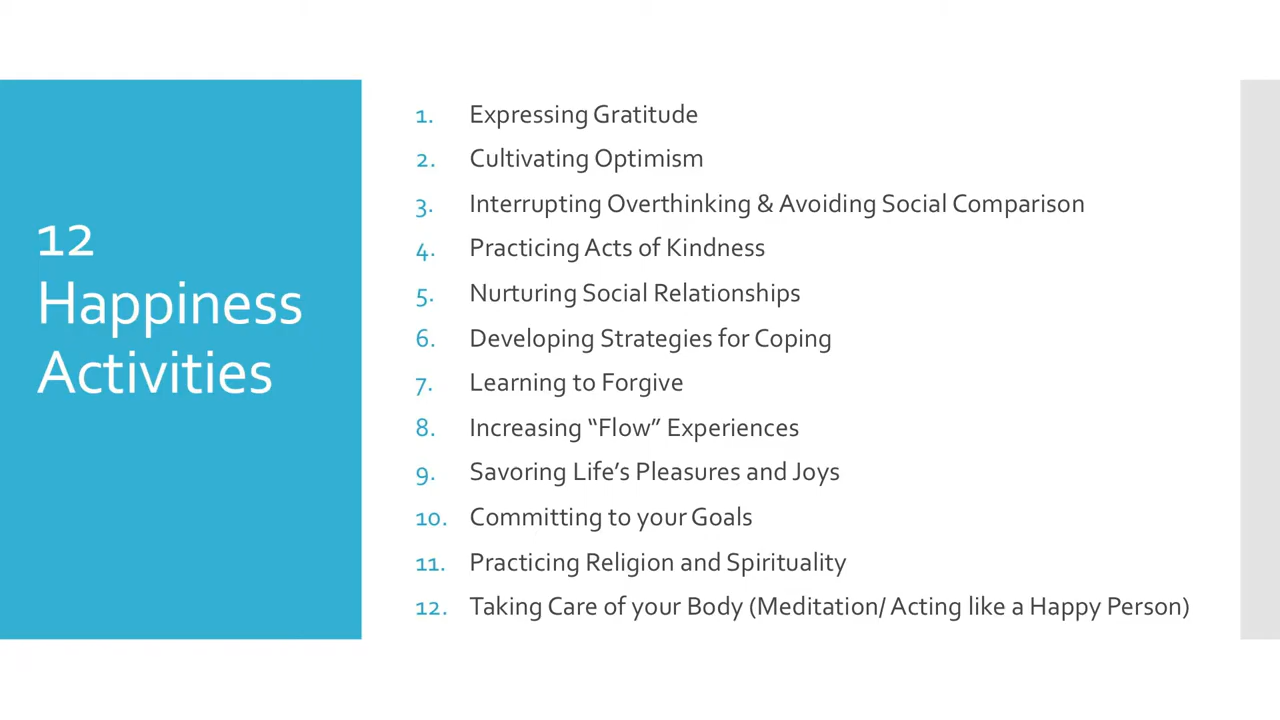 12
Happiness
Activities
1. Expressing Gratitude
2. Cultivating Optimism
3. Interrupting Overthinking & Avoiding Social Comparison
4. Practicing Acts of Kindness
5. Nurturing Social Relationships
6. Developing Strategies for Coping
7. Learning to Forgive
8. Increasing “Flow” Experiences
9. Savoring Life’s Pleasures and Joys
10. Committing to your Goals
11. Practicing Religion and Spirituality
12. Taking Care of your Body (Meditation/ Acting like a Happy Person)